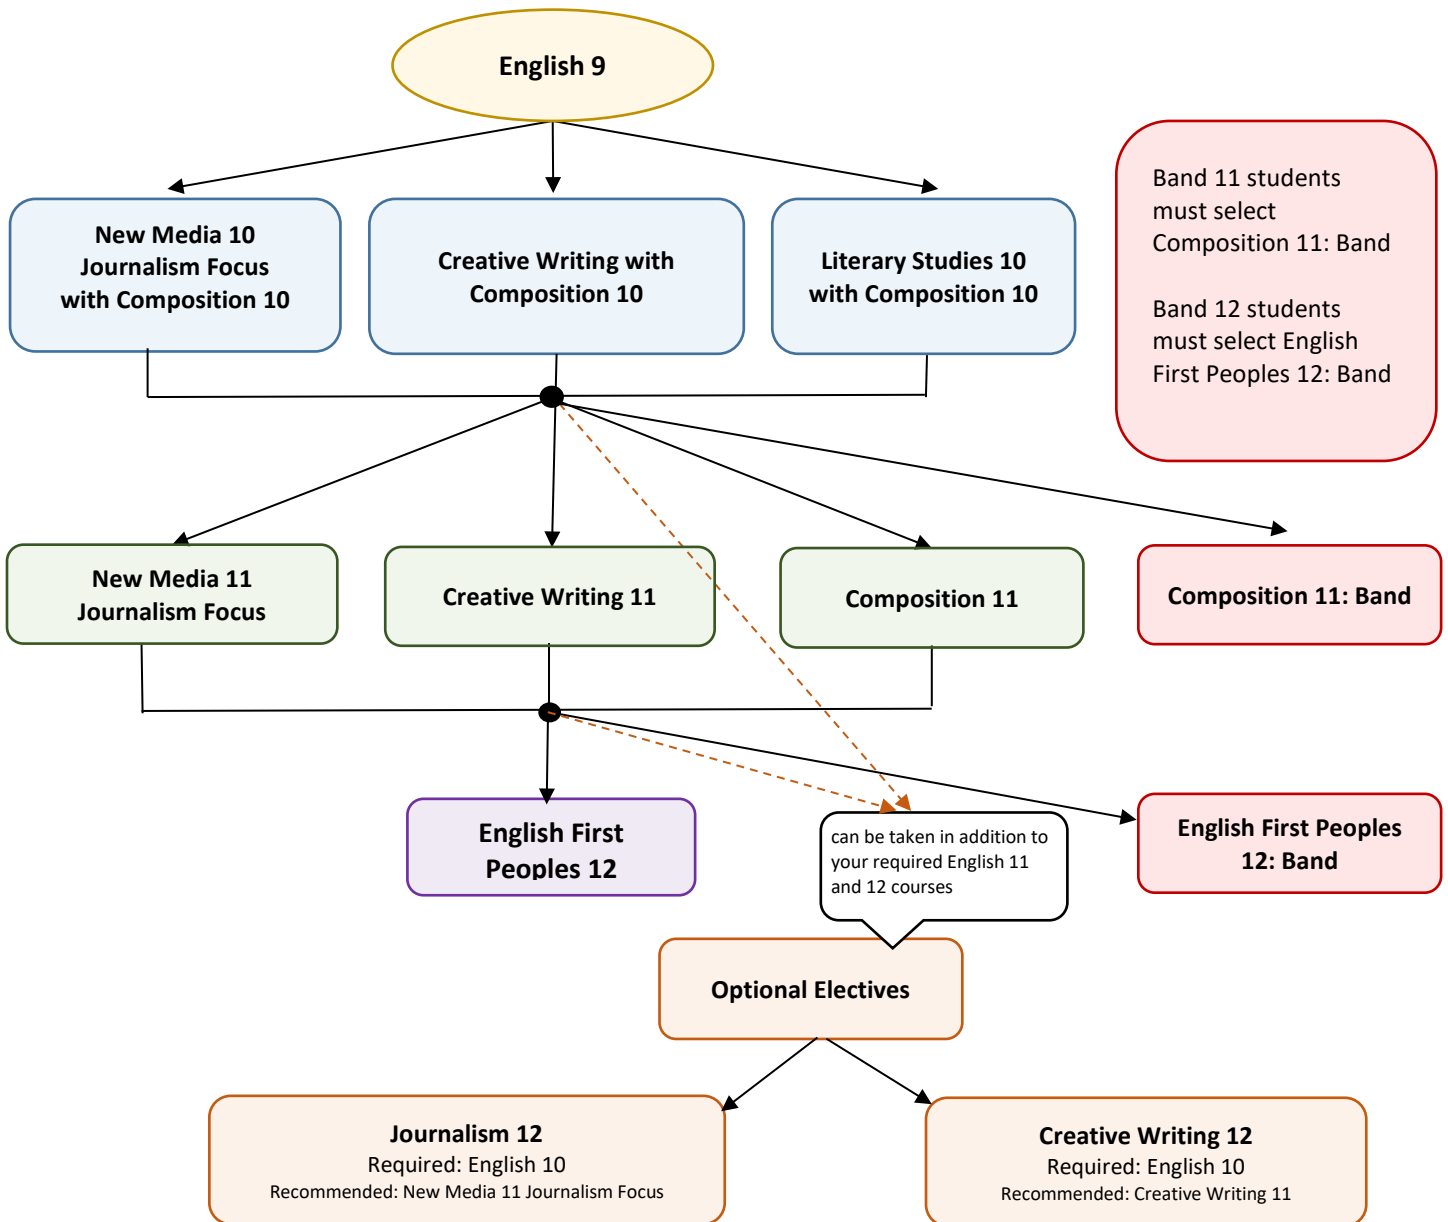 English 9
Band 11 students
must select
Composition 11: Band
Band 12 students
must select English
First Peoples 12: Band
New Media 10
Journalism Focus
with Composition 10
Creative Writing with
Composition 10
Literary Studies 10
with Composition 10
New Media 11
Journalism Focus
Creative Writing 11
Composition 11
Composition 11: Band
English First
Peoples 12
can be taken in addition to
your required English 11
and 12 courses
English First Peoples
12: Band
Optional Electives
Journalism 12
Required: English 10
Recommended: New Media 11 Journalism Focus
Creative Writing 12
Required: English 10
Recommended: Creative Writing 11